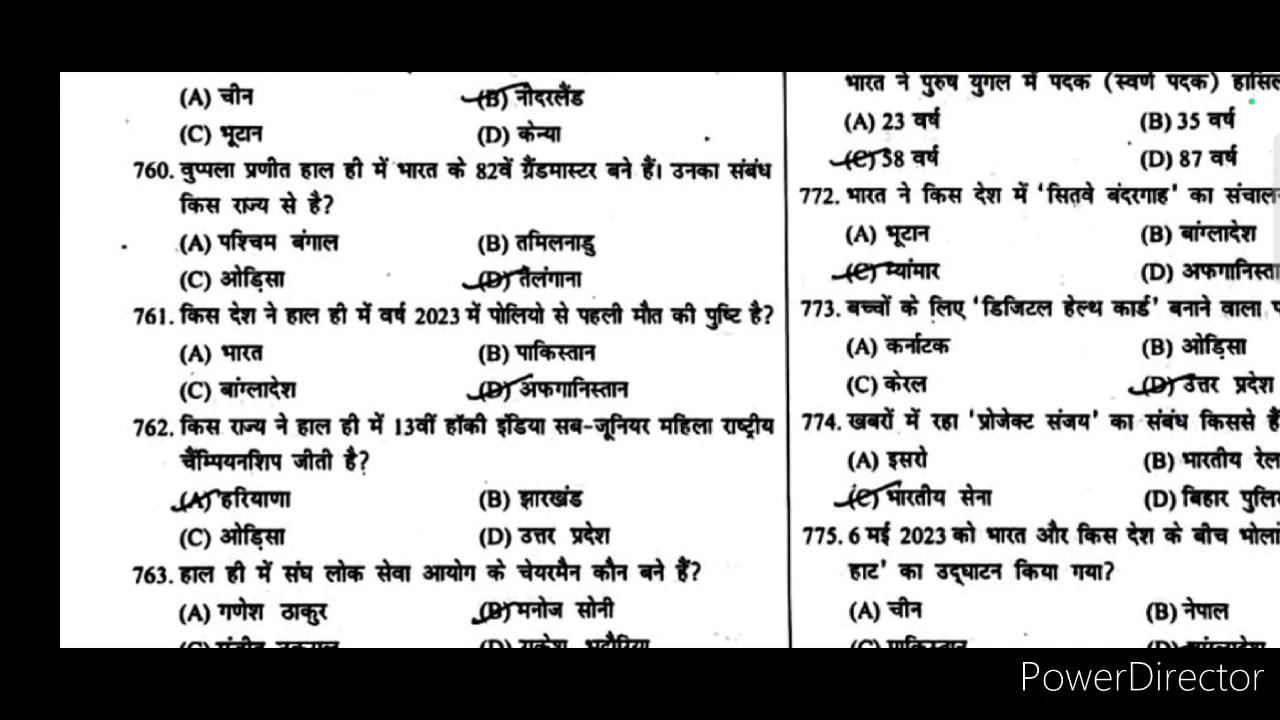 (A) चीन (B) नीदरलैंड
(C) भूटान (D) केन्या
760. वुप्पला प्रणीत हाल ही में भारत के 82वें ग्रैंडमास्टर बने हैं। उनका संबंध
किस राज्य से है?
(A) पश्चिम बंगाल (B) तमिलनाडु
(C) ओड़िसा (D) तेलंगाना
761. किस देश ने हाल ही में वर्ष 2023 में पोलियो से पहली मौत की पुष्टि है?
(A) भारत (B) पाकिस्तान
(C) बांग्लादेश (D) अफगानिस्तान
762. किस राज्य ने हाल ही में 13वीं हॉकी इंडिया सब-जूनियर महिला राष्ट्रीय
चैंम्पियनशिप जीती है?
(A) हरियाणा (B) झारखंड
(C) ओड़िसा (D) उत्तर प्रदेश
763. हाल ही में संघ लोक सेवा आयोग के चेयरमैन कौन बने हैं?
(A) गणेश ठाकुर (B) मनोज सोनी
भारत ने पुरुष युगल में पदक (स्वर्ण पदक)
(A) 23 वर्ष (B) 35 वर्ष
(C) 58 वर्ष (D) 87 वर्ष
772. भारत ने किस देश में 'सितवे बंदरगाह' का
(A) भूटान (B) बांग्लादेश
(C) म्यांमार (D)
773. बच्चों के लिए 'डिजिटल हेल्थ कार्ड' बनाने वाला
(A) कर्नाटक (B) ओड़िसा
(C) केरल (D) उत्तर प्रदेश
774. खबरों में रहा 'प्रोजेक्ट संजय' का संबंध किससे
(A) इसरो (B) भारतीय
(C) भारतीय सेना (D) बिहार
775. 6 मई 2023 को भारत और किस देश के बीच
हाट' का उद्घाटन किया गया?
(A) चीन (B) नेपाल
PowerDirector